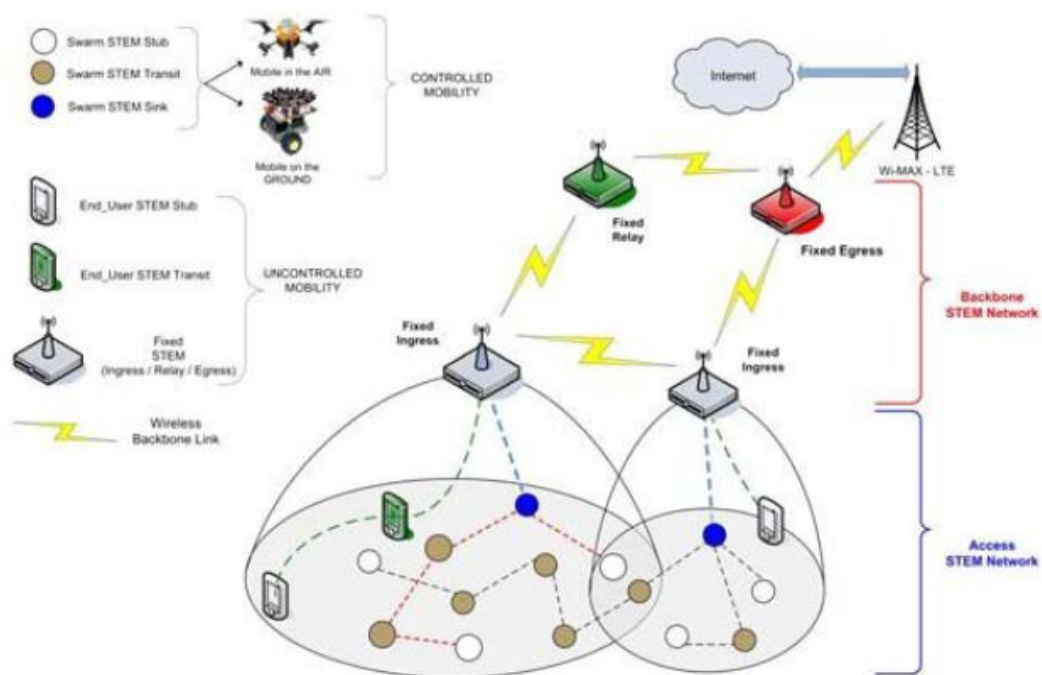 Swarm STEM Stub
Swarm STEM Transit
Swarm STEM Sink
Mobile in the AIR
Mobile on the
GROUND
CONTROLLED
MOBILITY
End_User STEM Stub
End_User STEM Transit
Fixed
STEM
(Ingress / Relay / Egress)
UNCONTROLLED
MOBILITY
Wireless
Backbone Link
Internet
Wi-MAX - LTE
Fixed
Relay
Fixed Egress
Fixed
Ingress
Fixed
Ingress
Backbone
STEM Network
Access
STEM Network